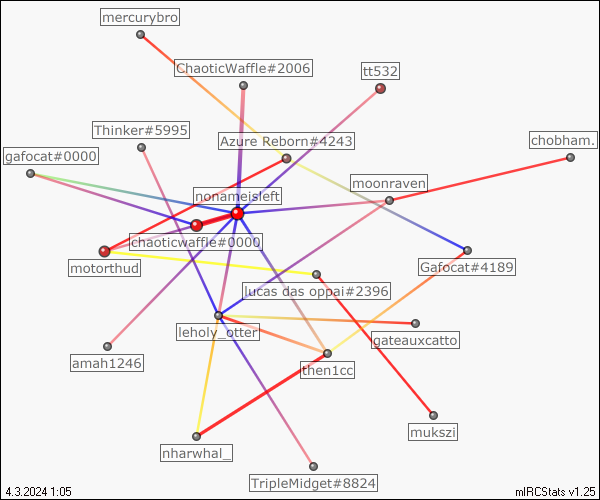 mercurybro
ChaoticWaffle#2006
tt532
Thinker#5995
Azure Reborn#4243
chobham.
gafocat#0000
moonraven
nonameisleft
chaoticwaffle#0000
motorthud
Gafocat#4189
lucas das oppai#2396
leholy_otter
gateauxcatto
amah1246
then1cc
mukszi
nharwhal_
TripleMidget#8824
4.3.2024 1:05
mIRCStats v1.25